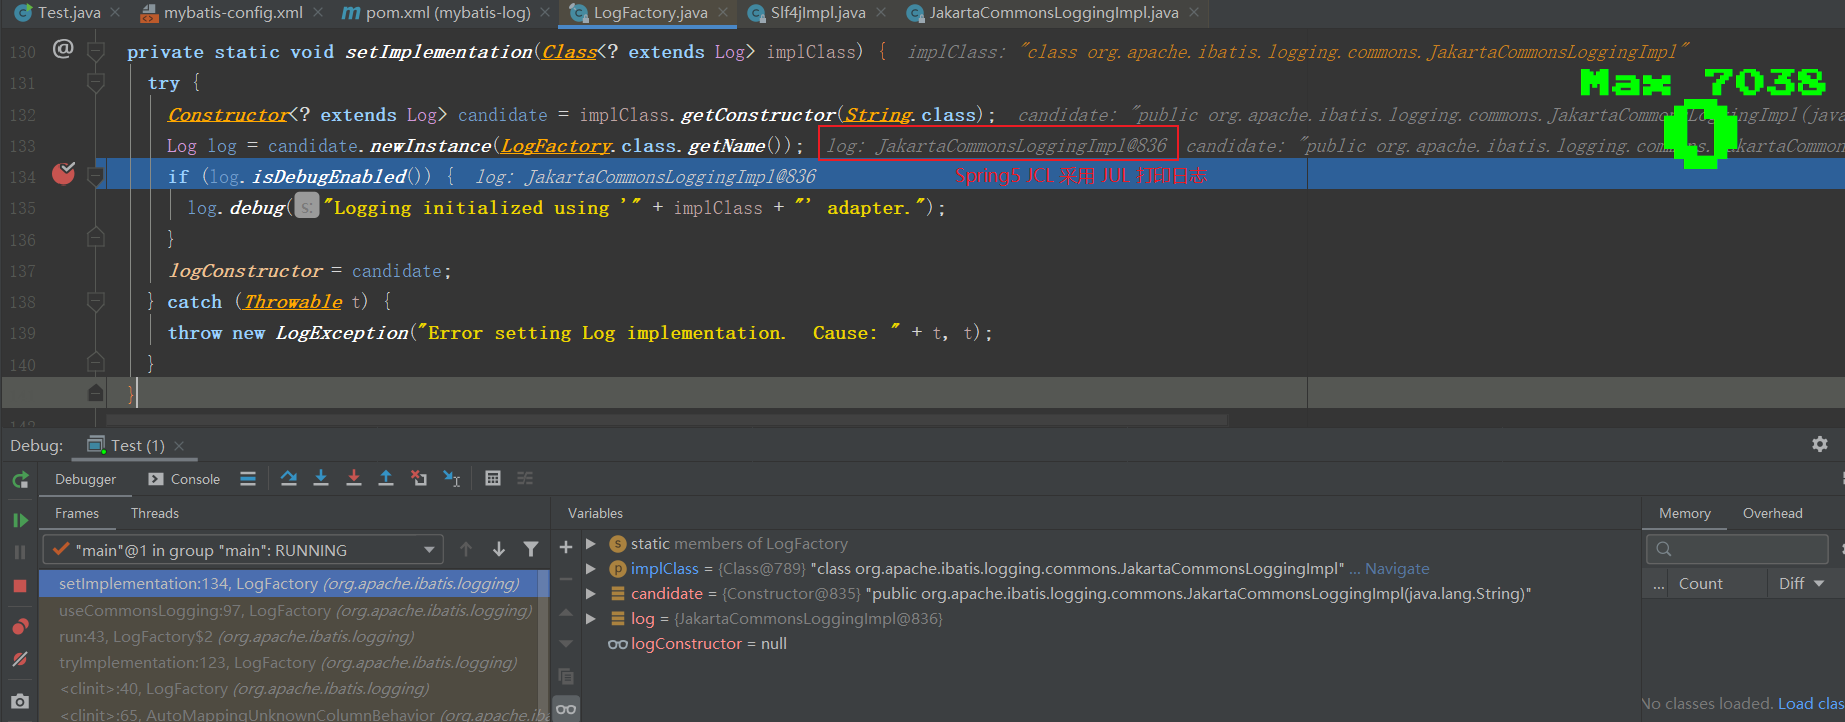 Test.java mybatis-config.xml pom.xml (mybatis-log) LogFactory.java Slf4jImpl.java JakartaCommonsLoggingImpl.java
130 @ private static void setImplementation(Class<? extends Log> implClass) { implClass: "class org.apache.ibatis.logging.commons.JakartaCommonsLoggingImpl"
131 try {
Max 7038
132 Constructor<? extends Log> candidate = implClass.getConstructor(String.class); candidate: "public org.apache.ibatis.logging.commons.JakartaCommonsLoggingImpl(java
0
133 Log log = candidate.newInstance(LogFactory.class.getName()); log: JakartaCommonsLoggingImpl@836 candidate: "public org.apache.ibatis.logging.commons.JakartaCommon
134 if (log.isDebugEnabled()) { log: JakartaCommonsLoggingImpl@836 Spring5 JCL 采用 JUL 打印日志
135 log.debug( s: "Logging initialized using '" + implClass + "' adapter.");
136 }
137 logConstructor = candidate;
138 } catch (Throwable t) {
139 throw new LogException("Error setting Log implementation.  Cause: " + t, t);
140 }
}
Debug: Test (1)
Debugger Console
Frames Threads Variables Memory Overhead
"main"@1 in group "main": RUNNING
setImplementation:134, LogFactory (org.apache.ibatis.logging)
useCommonsLogging:97, LogFactory (org.apache.ibatis.logging)
run:43, LogFactory$2 (org.apache.ibatis.logging)
tryImplementation:123, LogFactory (org.apache.ibatis.logging)
<clinit>:40, LogFactory (org.apache.ibatis.logging)
<clinit>:65, AutoMappingUnknownColumnBehavior (org.apache.iba
static members of LogFactory
implClass = {Class@789} "class org.apache.ibatis.logging.commons.JakartaCommonsLoggingImpl" ... Navigate
candidate = {Constructor@835} "public org.apache.ibatis.logging.commons.JakartaCommonsLoggingImpl(java.lang.String)"
log = {JakartaCommonsLoggingImpl@836}
logConstructor = null
... Count Diff
No classes loaded. Load clas